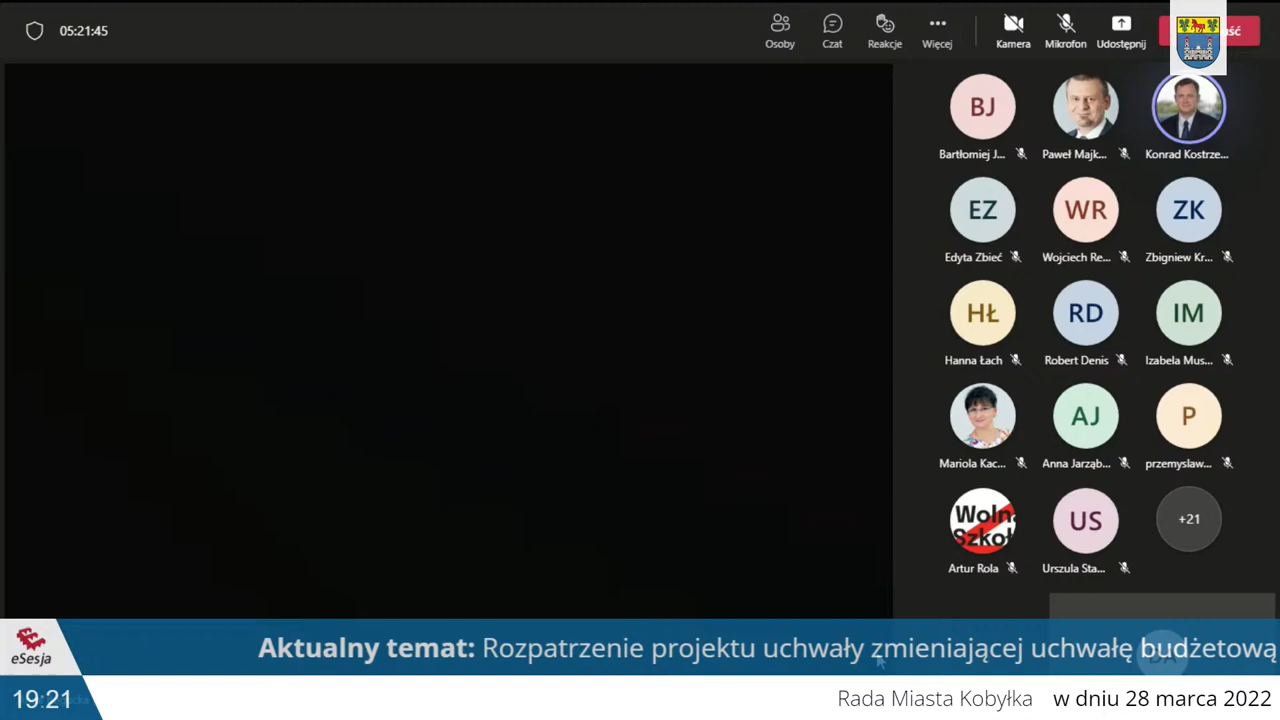 05:21:45
Osoby Czat Reakcje Więcej Kamera Mikrofon Udostępnij
BJ
Bartłomiej J... Paweł Majk... Konrad Kostrze...
EZ WR ZK
Edyta Zbieć Wojciech Re... Zbigniew Kr...
HŁ RD IM
Hanna Łach Robert Denis Izabela Mus...
AJ P
Mariola Kac... Anna Jarząb... przemyslaw...
US +21
Artur Rola Urszula Sta...
eSesja
Aktualny temat: Rozpatrzenie projektu uchwały zmieniającej uchwałę budżetową
19:21
Rada Miasta Kobyłka w dniu 28 marca 2022